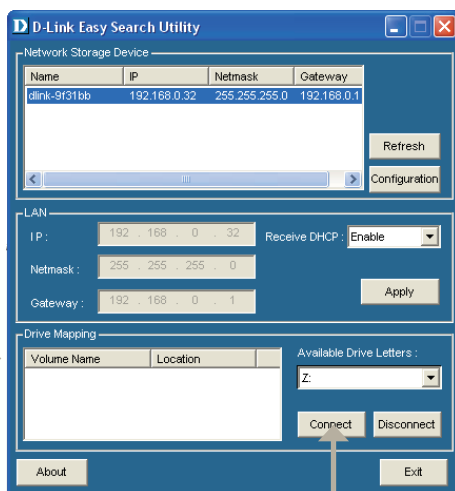 D D-Link Easy Search Utility
Network Storage Device
Name IP Netmask Gateway
dlink-9f31bb 192.168.0.32 255.255.255.0 192.168.0.1
Refresh
Configuration
LAN
IP: 192 . 168 . 0 . 32 Receive DHCP : Enable
Netmask : 255 . 255 . 255 . 0
Gateway : 192 . 168 . 0 . 1
Apply
Drive Mapping
Volume Name Location Available Drive Letters :
Z:
Connect Disconnect
About Exit